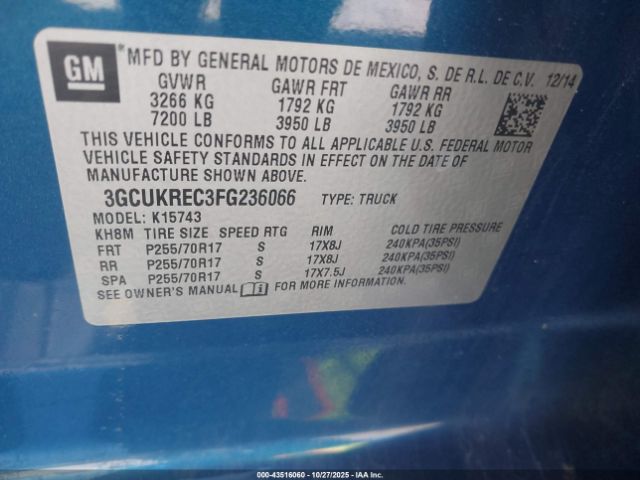 GM
*MFD BY GENERAL MOTORS DE MEXICO, S. DE R.L. DE C.V. 12/14
GVWR GAWR FRT GAWR RR
3266 KG 1792 KG 1792 KG
7200 LB 3950 LB 3950 LB
THIS VEHICLE CONFORMS TO ALL APPLICABLE U.S. FEDERAL MOTOR
VEHICLE SAFETY STANDARDS IN EFFECT ON THE DATE OF
MANUFACTURE SHOWN ABOVE.
3GCUKREC3FG236066 TYPE: TRUCK
MODEL: K15743
KH8M TIRE SIZE SPEED RTG RIM COLD TIRE PRESSURE
FRT P255/70R17 S 17X8J 240KPA(35PSI)
RR P255/70R17 S 17X8J 240KPA(35PSI)
SPA P255/70R17 S 17X7.5J 240KPA(35PSI)
SEE OWNER'S MANUAL i FOR MORE INFORMATION.
00-43516060 | 10/27/2025 | Copyright © IAA, LLC